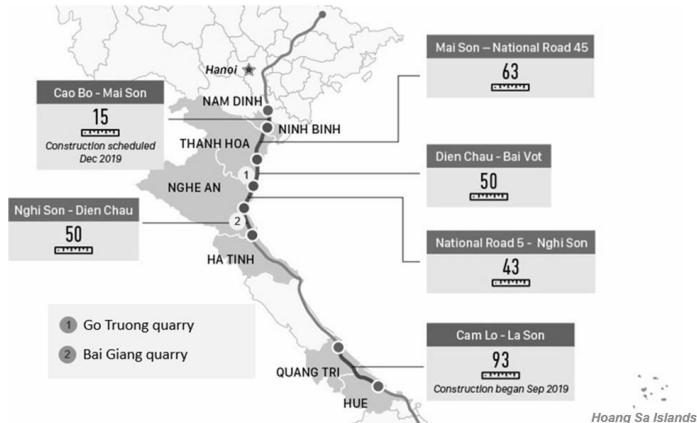 Mai Son – National Road 45
63
Hanoi
Cao Bo - Mai Son
15
Construction scheduled
Dec 2019
NAM DINH
NINH BINH
THANH HOA
Dien Chau - Bai Vot
50
1
NGHE AN
Nghi Son - Dien Chau
50
2
National Road 5 - Nghi Son
43
HA TINH
1 Go Truong quarry
2 Bai Giang quarry
Cam Lo - La Son
93
Construction began Sep 2019
QUANG TRI
HUE
Hoang Sa Islands